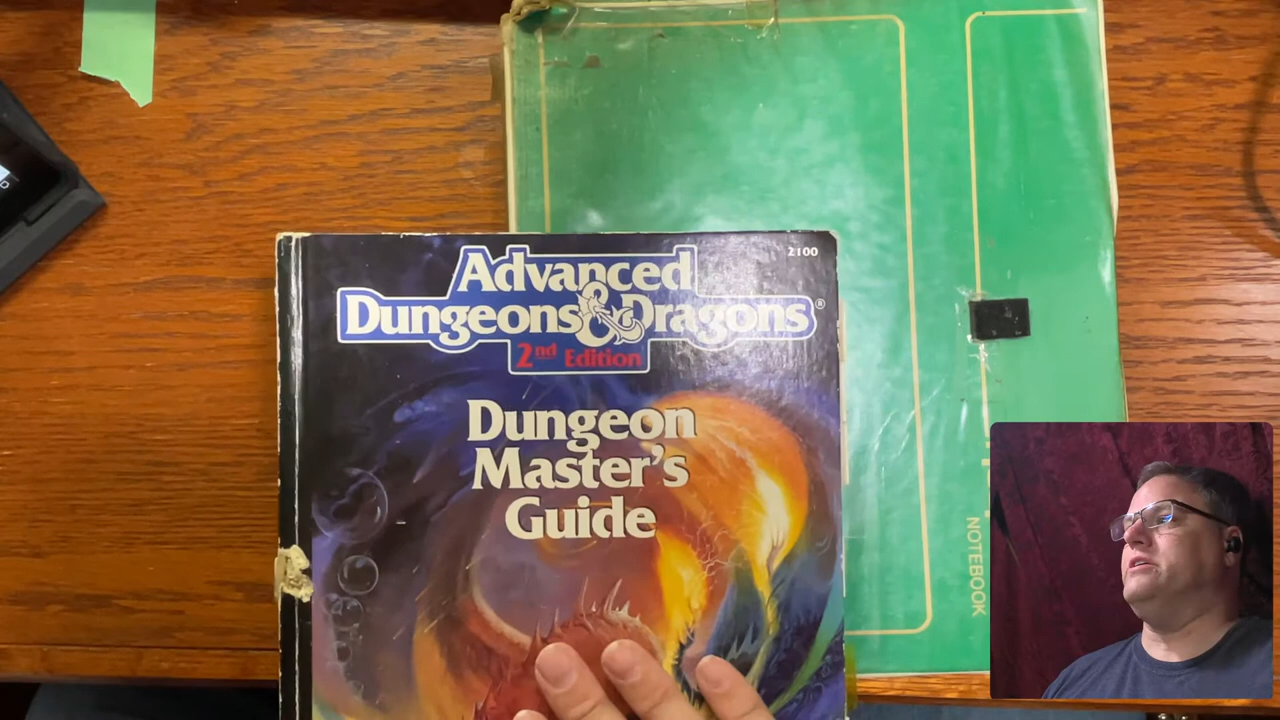 2100
Advanced
Dungeons & Dragons®
2nd Edition
Dungeon
Master's
Guide
NOTEBOOK